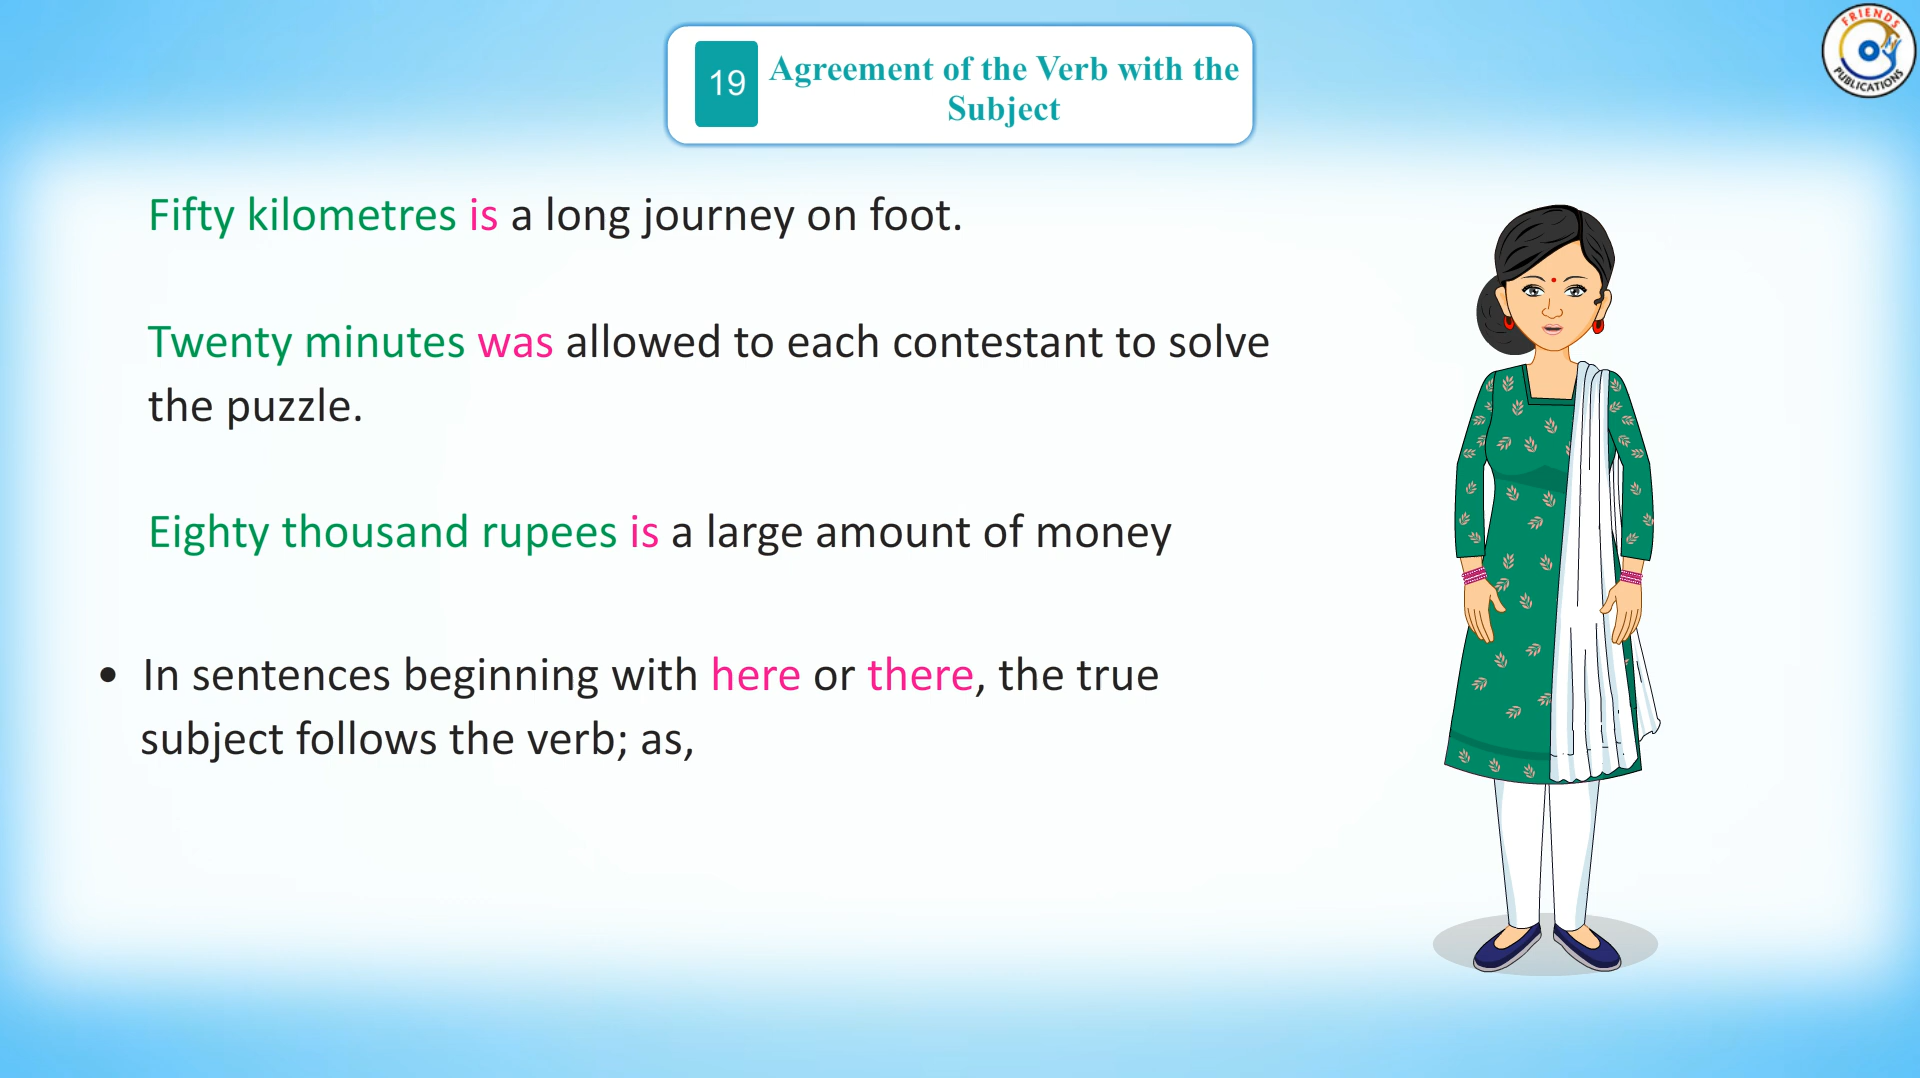 19
Agreement of the Verb with the
Subject
FRIENDS
PUBLICATIONS
Fifty kilometres is a long journey on foot.
Twenty minutes was allowed to each contestant to solve
the puzzle.
Eighty thousand rupees is a large amount of money
• In sentences beginning with here or there, the true
subject follows the verb; as,